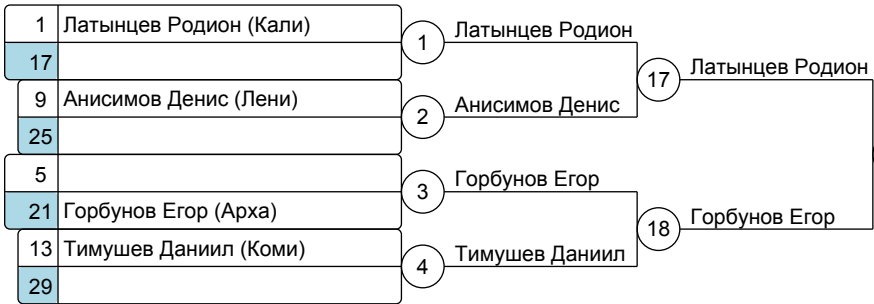 1 Латынцев Родион (Кали)
17
9 Анисимов Денис (Лени)
25
5
21 Горбунов Егор (Арха)
13 Тимушев Даниил (Коми)
29
1 Латынцев Родион
2 Анисимов Денис
3 Горбунов Егор
4 Тимушев Даниил
17 Латынцев Родион
18 Горбунов Егор